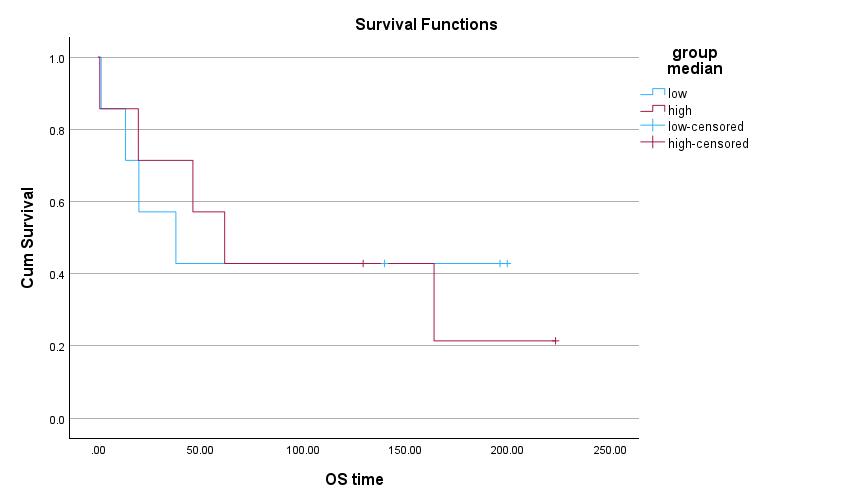 Survival Functions
group
median
low
high
low-censored
high-censored
Cum Survival
1.0
0.8
0.6
0.4
0.2
0.0
.00 50.00 100.00 150.00 200.00 250.00
OS time